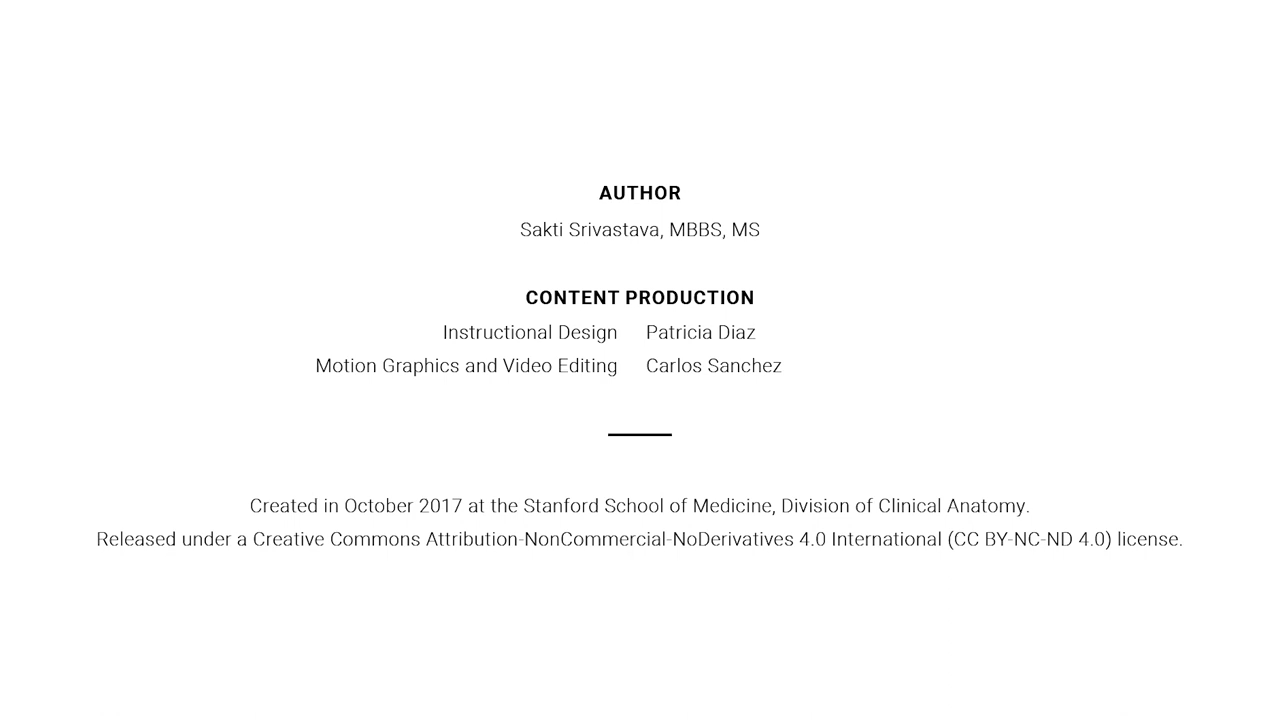 AUTHOR
Sakti Srivastava, MBBS, MS
CONTENT PRODUCTION
Instructional Design Patricia Diaz
Motion Graphics and Video Editing Carlos Sanchez
Created in October 2017 at the Stanford School of Medicine, Division of Clinical Anatomy.
Released under a Creative Commons Attribution-NonCommercial-NoDerivatives 4.0 International (CC BY-NC-ND 4.0) license.